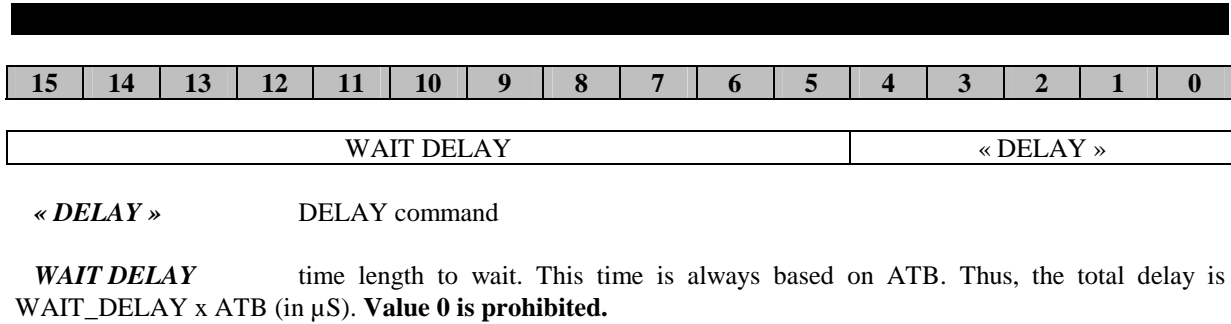 15 14 13 12 11 10 9 8 7 6 5 4 3 2 1 0
WAIT DELAY « DELAY »
« DELAY » DELAY command
WAIT DELAY time length to wait. This time is always based on ATB. Thus, the total delay is
WAIT_DELAY x ATB (in µS). Value 0 is prohibited.